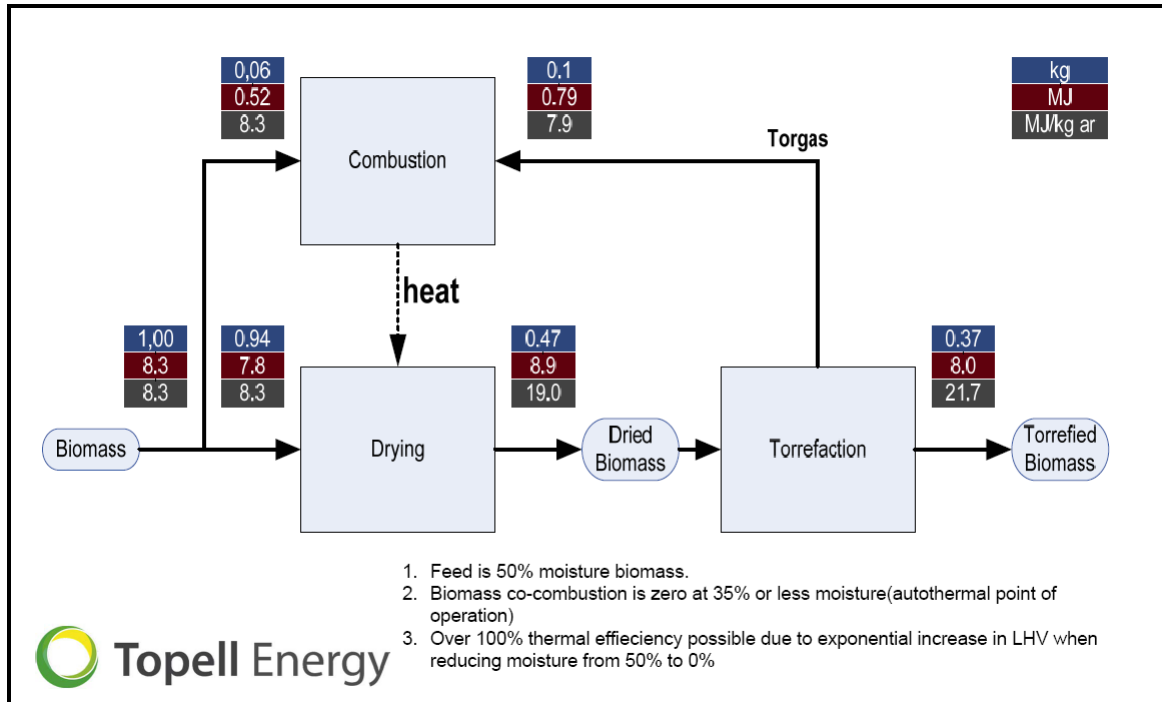 0,06
0.52
8.3
0.1
0.79
7.9
kg
MJ
MJ/kg ar
Combustion
Torgas
heat
1,00
8.3
8.3
0.94
7.8
8.3
0.47
8.9
19.0
0.37
8.0
21.7
Biomass
Drying
Dried
Biomass
Torrefaction
Torrefied
Biomass
1. Feed is 50% moisture biomass.
2. Biomass co-combustion is zero at 35% or less moisture(autothermal point of
operation)
3. Over 100% thermal effieciency possible due to exponential increase in LHV when
reducing moisture from 50% to 0%
Topell Energy